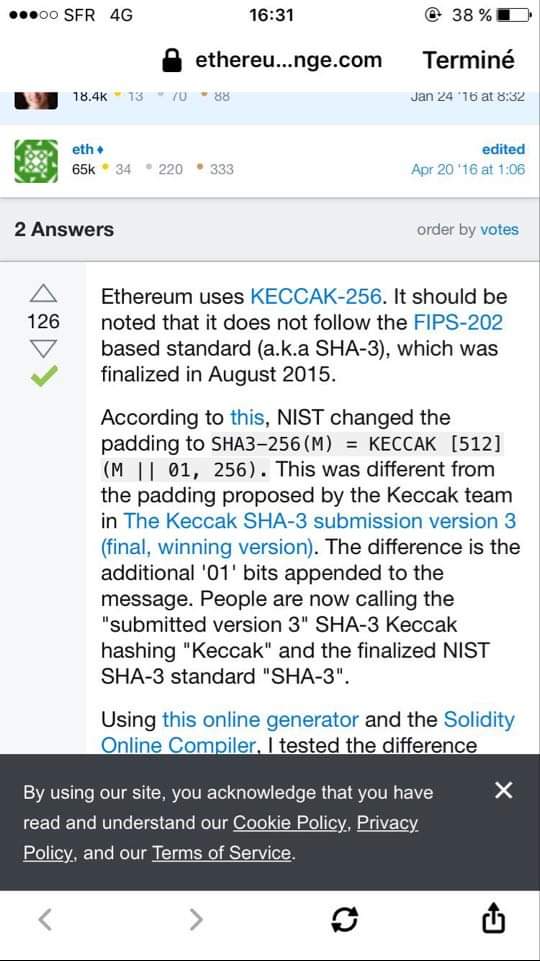 SFR 4G 16:31 38 %
ethereu...nge.com Terminé
18.4k 13 70 88 Jan 24 '16 at 8:32
eth♦ edited
65k 34 220 333 Apr 20 '16 at 1:06
2 Answers order by votes
126
Ethereum uses KECCAK-256. It should be
noted that it does not follow the FIPS-202
based standard (a.k.a SHA-3), which was
finalized in August 2015.
According to this, NIST changed the
padding to SHA3-256(M) = KECCAK [512]
(M || 01, 256). This was different from
the padding proposed by the Keccak team
in The Keccak SHA-3 submission version 3
(final, winning version). The difference is the
additional '01' bits appended to the
message. People are now calling the
"submitted version 3" SHA-3 Keccak
hashing "Keccak" and the finalized NIST
SHA-3 standard "SHA-3".
Using this online generator and the Solidity
Online Compiler, I tested the difference
By using our site, you acknowledge that you have
read and understand our Cookie Policy, Privacy
Policy, and our Terms of Service.